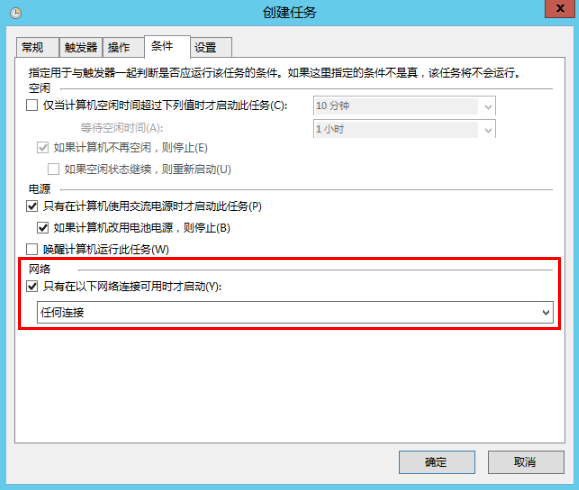 创建任务
x
常规 触发器 操作 条件 设置
指定用于与触发器一起判断是否应运行该任务的条件。如果这里指定的条件不是真，该任务将不会运行。
空闲
仅当计算机空闲时间超过下列值时才启动此任务(C): 10 分钟
等待空闲时间(A): 1 小时
如果计算机不再空闲，则停止(E)
如果空闲状态继续，则重新启动(U)
电源
只有在计算机使用交流电源时才启动此任务(P)
如果计算机改用电池电源，则停止(B)
唤醒计算机运行此任务(W)
网络
只有在以下网络连接可用时才启动(Y):
任何连接
确定 取消